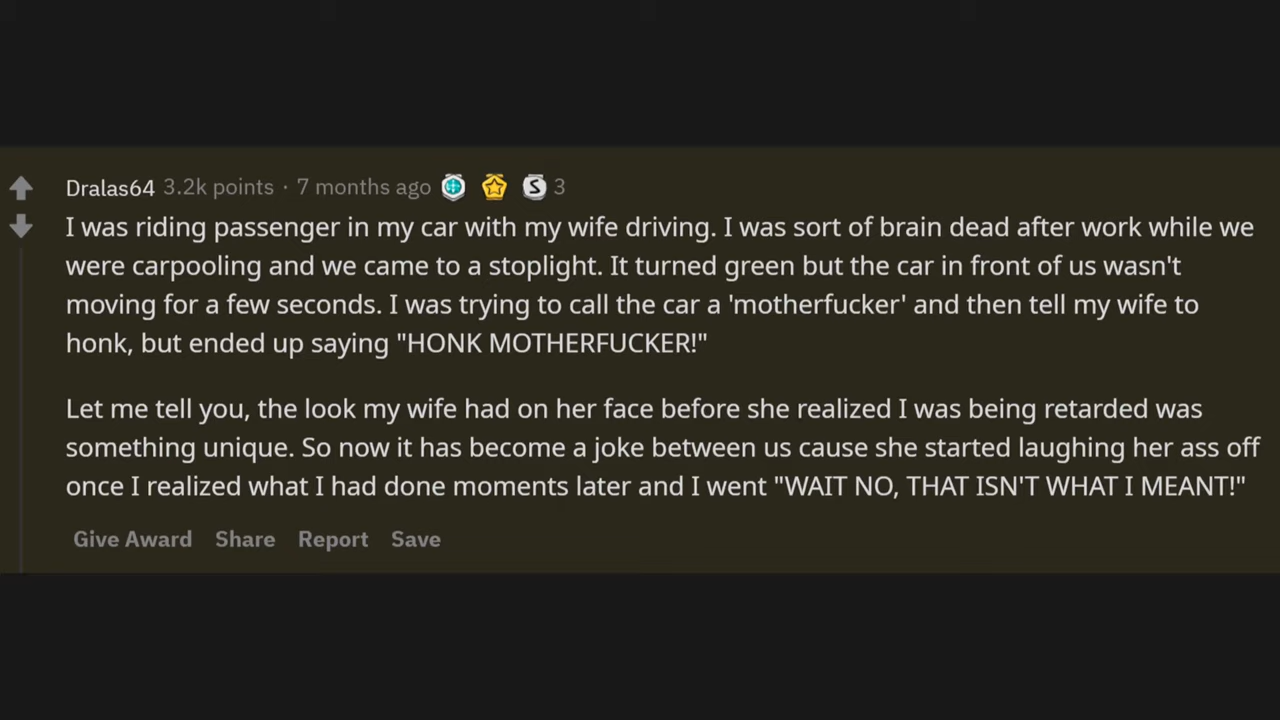 Dralas64 3.2k points · 7 months ago 3
I was riding passenger in my car with my wife driving. I was sort of brain dead after work while we
were carpooling and we came to a stoplight. It turned green but the car in front of us wasn't
moving for a few seconds. I was trying to call the car a 'motherfucker' and then tell my wife to
honk, but ended up saying "HONK MOTHERFUCKER!"
Let me tell you, the look my wife had on her face before she realized I was being retarded was
something unique. So now it has become a joke between us cause she started laughing her ass off
once I realized what I had done moments later and I went "WAIT NO, THAT ISN'T WHAT I MEANT!"
Give Award Share Report Save